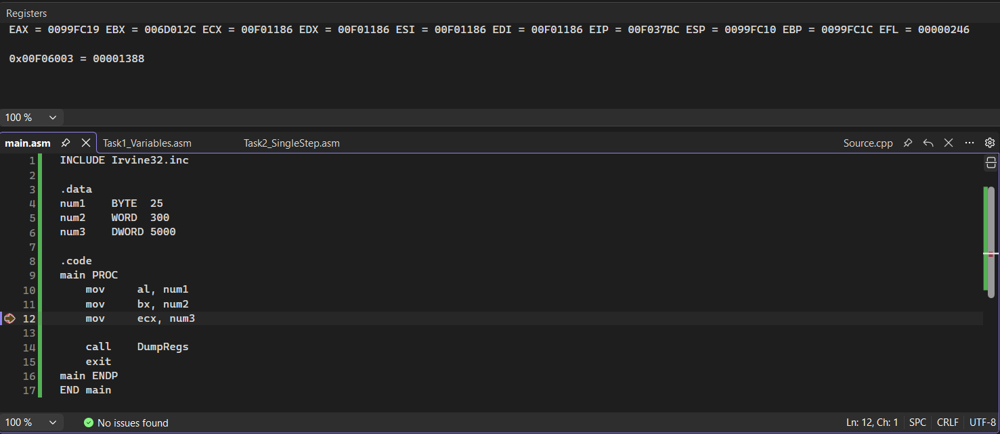 Registers
EAX = 0099FC19 EBX = 006D012C ECX = 00F01186 EDX = 00F01186 ESI = 00F01186 EDI = 00F01186 EIP = 00F037BC ESP = 0099FC10 EBP = 0099FC1C EFL = 00000246
0x00F06003 = 00001388
100 %
main.asm Task1_Variables.asm Task2_SingleStep.asm Source.cpp
1 INCLUDE Irvine32.inc
2
3 .data
4 num1    BYTE  25
5 num2    WORD  300
6 num3    DWORD 5000
7
8 .code
9 main PROC
10     mov     al, num1
11     mov     bx, num2
12     mov     ecx, num3
13
14     call    DumpRegs
15     exit
16 main ENDP
17 END main
100 % No issues found Ln: 12, Ch: 1 SPC CRLF UTF-8